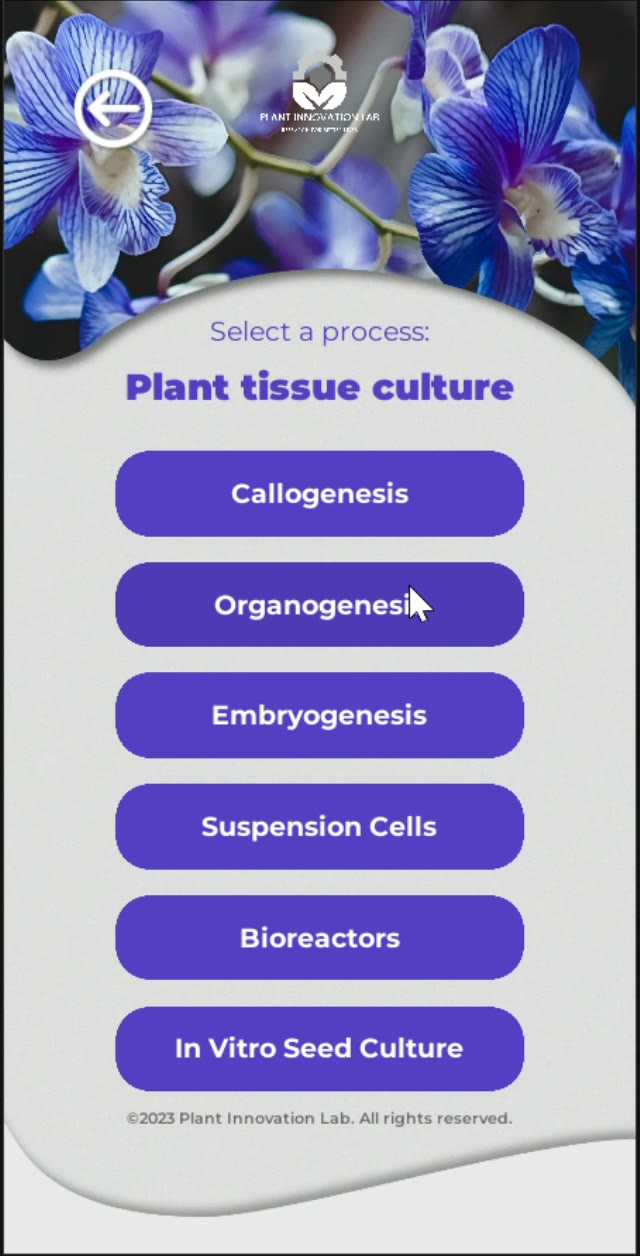 PLANT INNOVATION LAB
Select a process:
Plant tissue culture
Callogenesis
Organogenesi
Embryogenesis
Suspension Cells
Bioreactors
In Vitro Seed Culture
©2023 Plant Innovation Lab. All rights reserved.